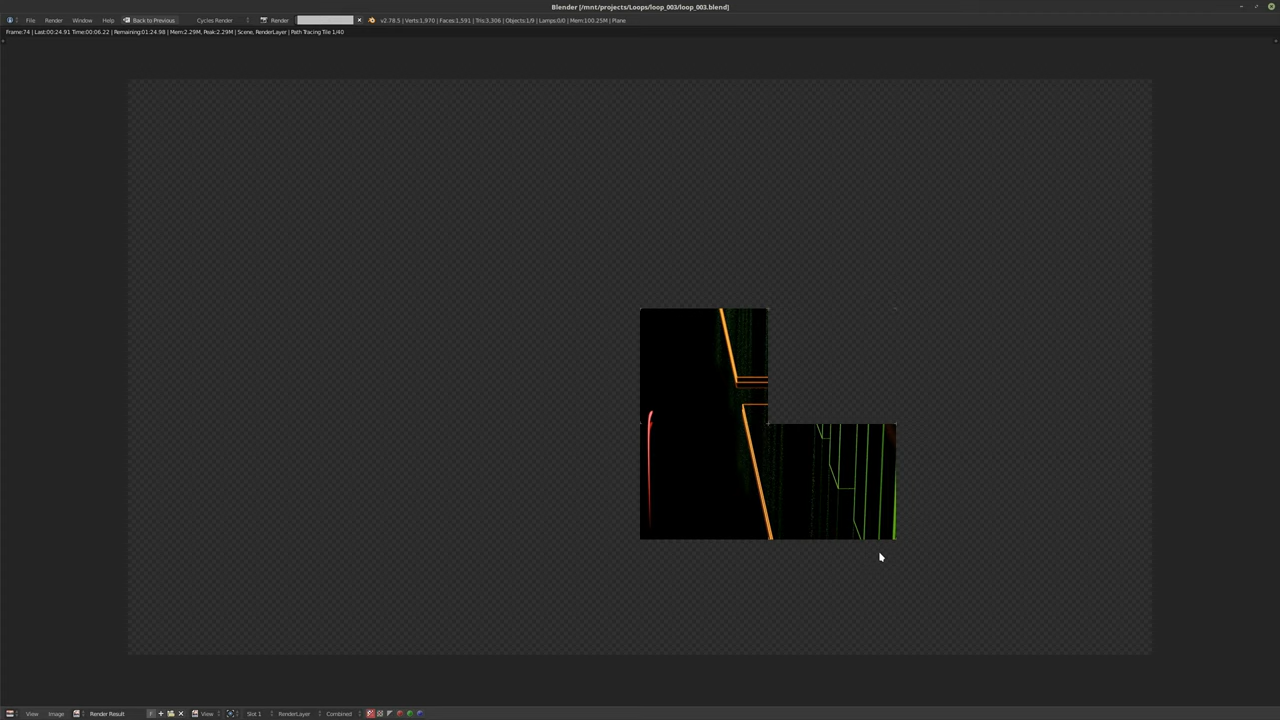 Blender [/mnt/projects/Loops/loop_003/loop_003.blend]
File Render Window Help Back to Previous Cycles Render Render v2.78.5 | Verts:1,970 | Faces:1,591 | Tris:3,306 | Objects:1/9 | Lamps:0/0 | Mem:100.25M | Plane
Frame:74 | Last:00:24.91 Time:00:06.22 | Remaining:01:24.98 | Mem:2.29M, Peak:2.29M | Scene, RenderLayer | Path Tracing Tile 1/40
View Image Render Result F View Slot 1 RenderLayer Combined